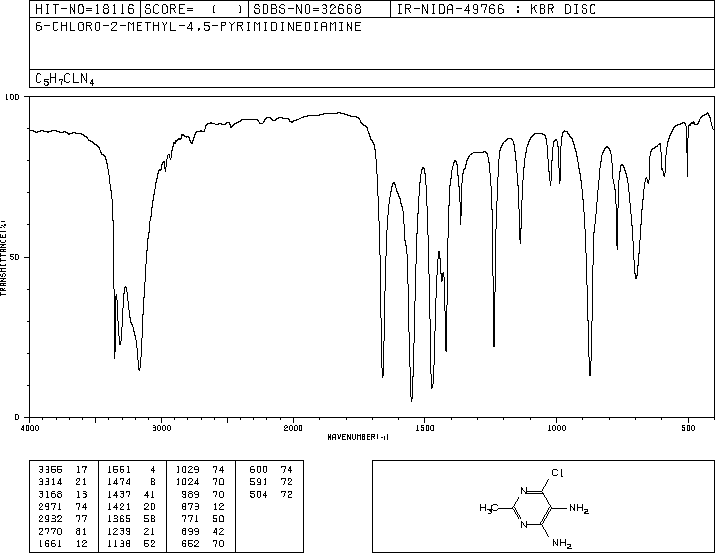 HIT-NO=18116 SCORE= ( ) SDBS-NO=32668 IR-NIDA-49766 : KBR DISC
6-CHLORO-2-METHYL-4,5-PYRIMIDINEDIAMINE
C5H7CLN4
100
50
0
TRANSMITTANCE(%)
4000 3000 2000 1500 1000 500
WAVENUMBER(-1)
3366 17 1551 4 1029 74 600 74
3314 21 1474 8 1024 70 591 72
3168 13 1437 41 989 70 504 72
2971 74 1421 20 873 12
2932 77 1365 58 771 50
2770 81 1239 21 699 42
1661 12 1138 52 652 70
Cl
N
NH2
H3C
N
NH2